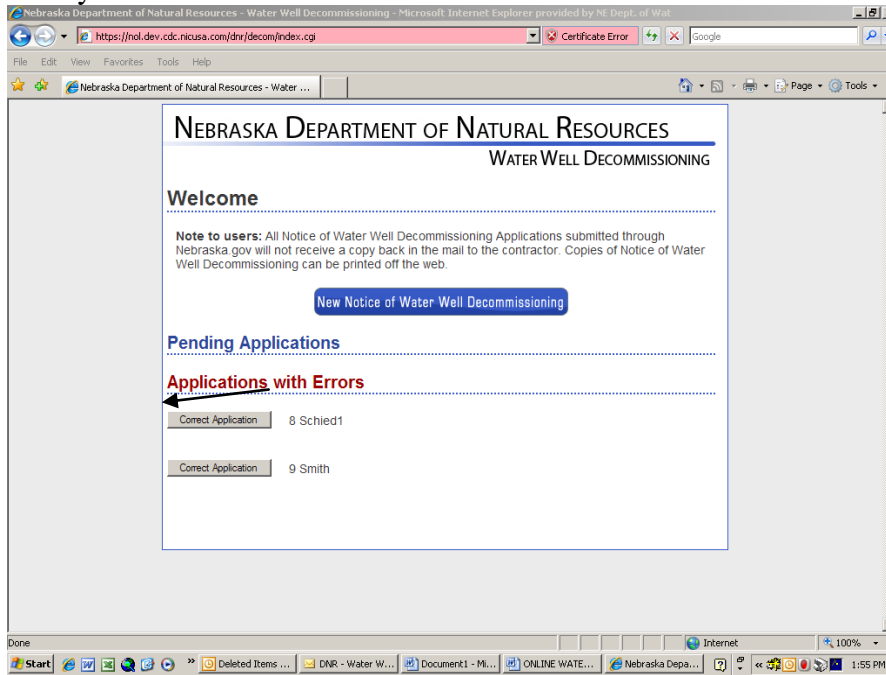 Nebraska Department of Natural Resources - Water Well Decommissioning - Microsoft Internet Explorer provided by NE Dept. of Wat
https://nol.dev.cdc.nicusa.com/dnr/decom/index.cgi Certificate Error Google
File Edit View Favorites Tools Help
Nebraska Department of Natural Resources - Water ... Page Tools
NEBRASKA DEPARTMENT OF NATURAL RESOURCES
WATER WELL DECOMMISSIONING
Welcome
Note to users: All Notice of Water Well Decommissioning Applications submitted through
Nebraska.gov will not receive a copy back in the mail to the contractor. Copies of Notice of Water
Well Decommissioning can be printed off the web.
New Notice of Water Well Decommissioning
Pending Applications
Applications with Errors
Correct Application 8 Schied1
Correct Application 9 Smith
Done Internet 100%
Start Deleted Items ... DNR - Water W... Document1 - Mi... ONLINE WATE... Nebraska Depa... 1:55 PM